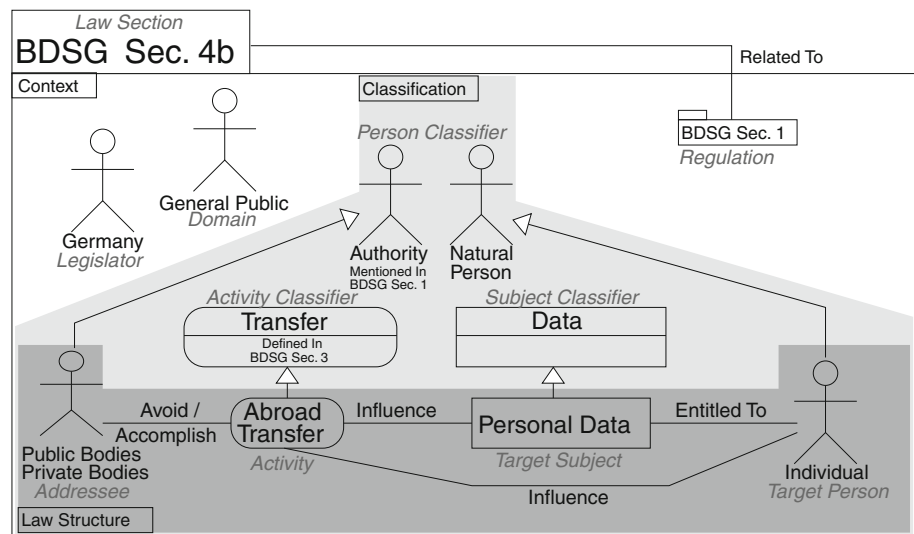 Law Section
BDSG Sec. 4b
Related To
Context
Classification
Person Classifier
BDSG Sec. 1
Regulation
General Public
Domain
Germany
Legislator
Authority
Mentioned In
BDSG Sec. 1
Natural
Person
Activity Classifier
Transfer
Defined In
BDSG Sec. 3
Subject Classifier
Data
Public Bodies
Private Bodies
Addressee
Avoid /
Accomplish
Abroad
Transfer
Activity
Influence
Personal Data
Target Subject
Entitled To
Individual
Target Person
Influence
Law Structure